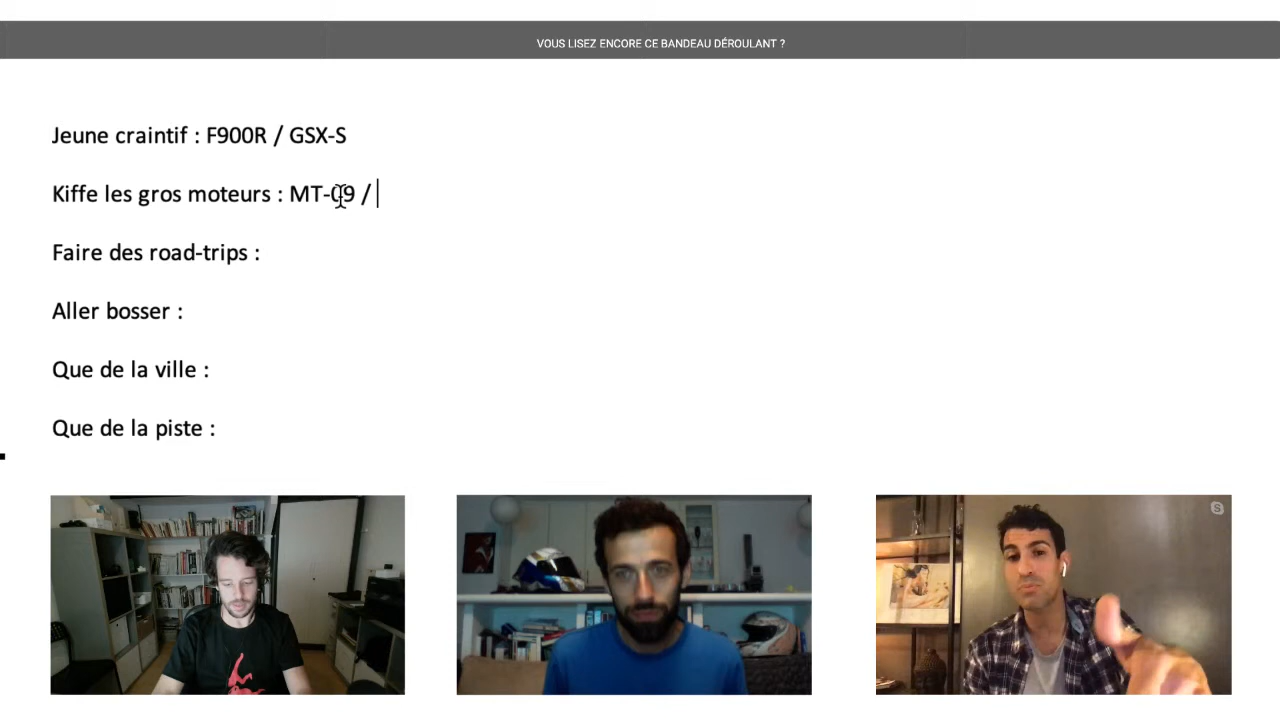 VOUS LISEZ ENCORE CE BANDEAU DÉROULANT ?
Jeune craintif : F900R / GSX-S
Kiffe les gros moteurs : MT-09 /
Faire des road-trips :
Aller bosser :
Que de la ville :
Que de la piste :